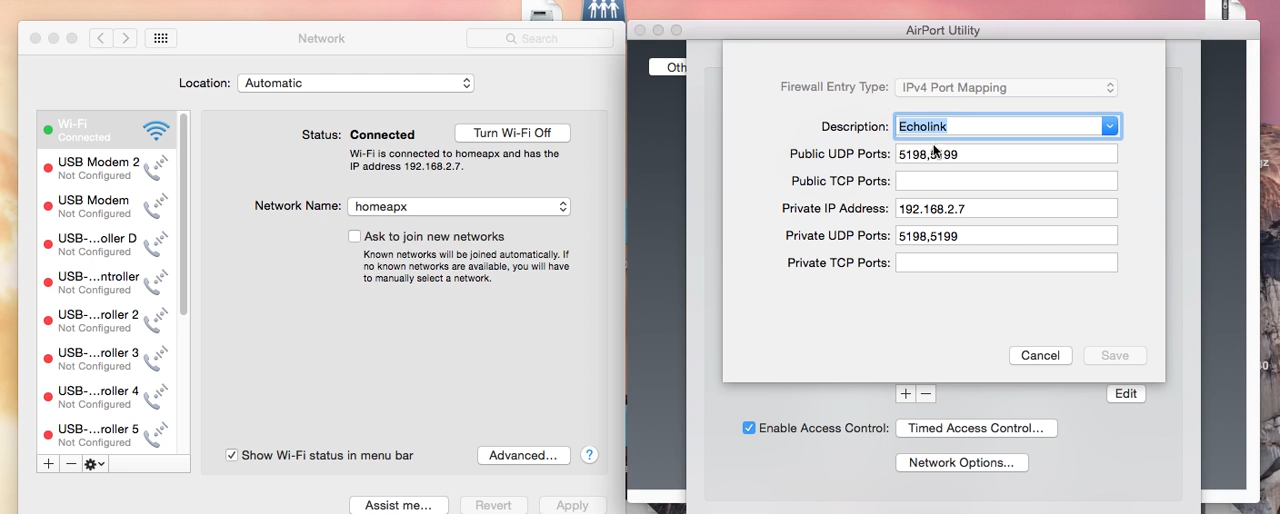 Network
Search
Location: Automatic
Wi-Fi
Connected
USB Modem 2
Not Configured
USB Modem
Not Configured
USB-...oller D
Not Configured
USB-...ntroller
Not Configured
USB-...roller 2
Not Configured
USB-...roller 3
Not Configured
USB-...roller 4
Not Configured
USB-...roller 5
Not Configured
Status: Connected
Turn Wi-Fi Off
Wi-Fi is connected to homeapx and has the
IP address 192.168.2.7.
Network Name: homeapx
Ask to join new networks
Known networks will be joined automatically. If
no known networks are available, you will have
to manually select a network.
Show Wi-Fi status in menu bar
Advanced...
?
Assist me...
Revert
Apply
AirPort Utility
Oth
Firewall Entry Type: IPv4 Port Mapping
Description: Echolink
Public UDP Ports: 5198,5199
Public TCP Ports:
Private IP Address: 192.168.2.7
Private UDP Ports: 5198,5199
Private TCP Ports:
Cancel
Save
Edit
Enable Access Control: Timed Access Control...
Network Options...